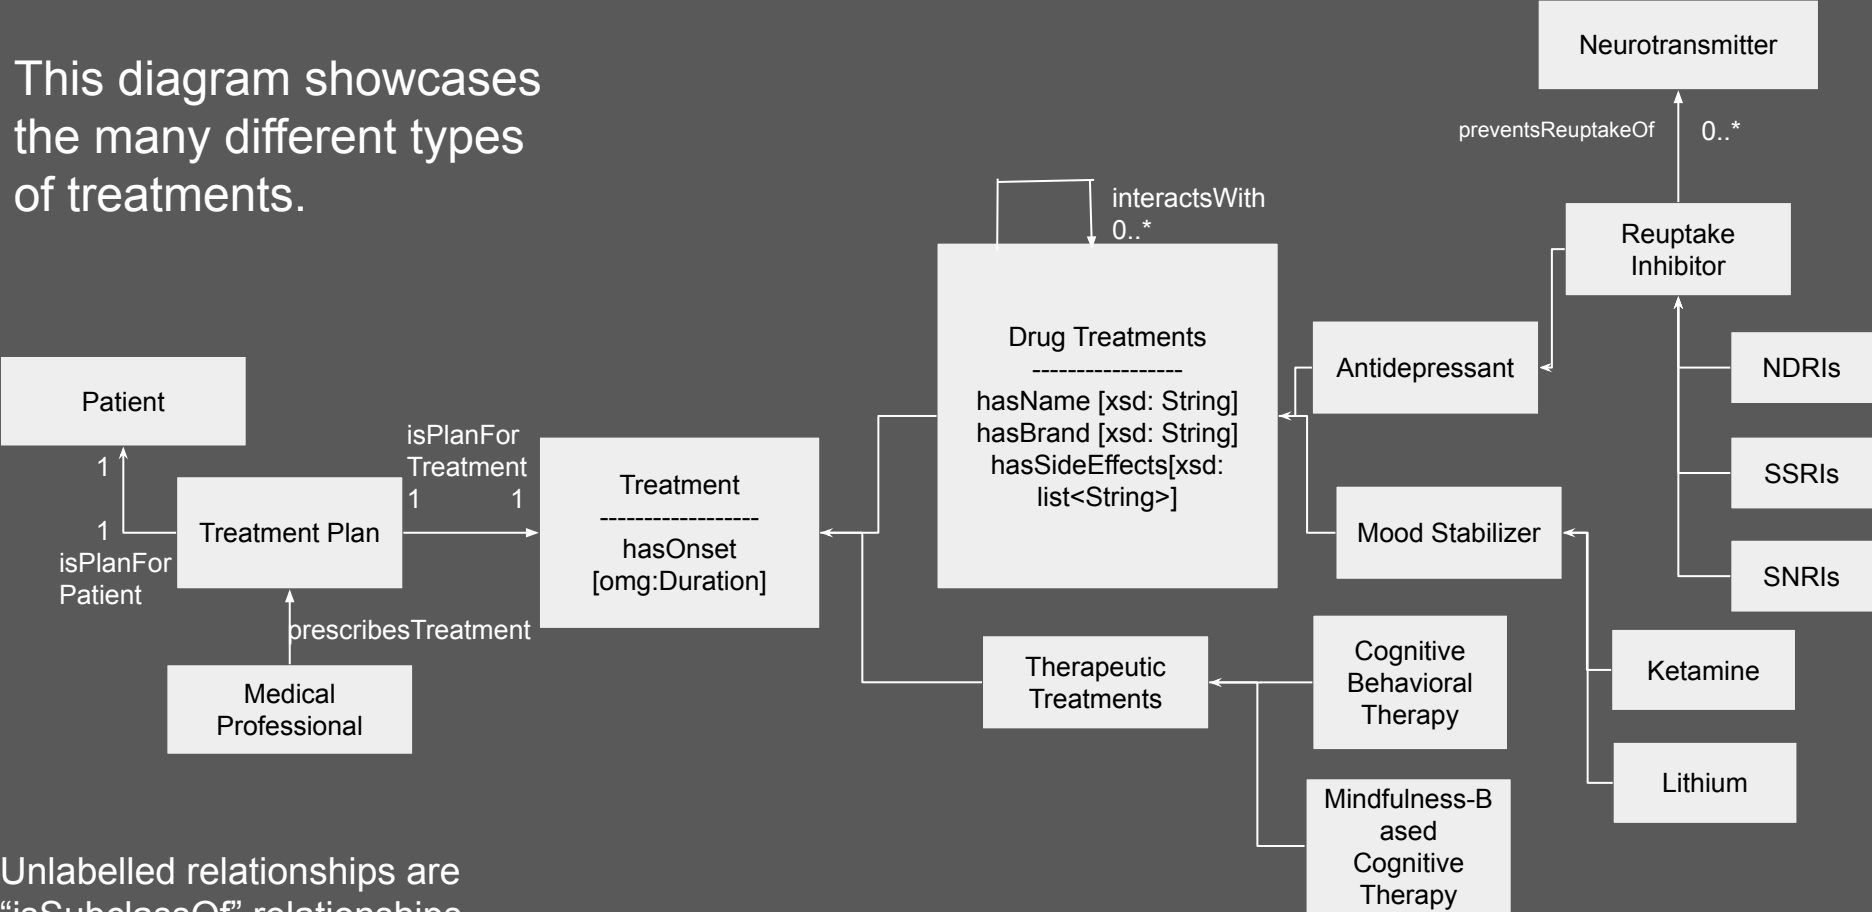 This diagram showcases
the many different types
of treatments.
Neurotransmitter
preventsReuptakeOf
0..*
interactsWith
0..*
Reuptake
Inhibitor
Drug Treatments
-----------------
hasName [xsd: String]
hasBrand [xsd: String]
hasSideEffects[xsd:
list<String>]
Antidepressant
NDRIs
SSRIs
SNRIs
Patient
1
1
isPlanFor
Patient
Treatment Plan
isPlanFor
Treatment
1
1
Treatment
------------------
hasOnset
[omg:Duration]
Mood Stabilizer
prescribesTreatment
Medical
Professional
Therapeutic
Treatments
Cognitive
Behavioral
Therapy
Ketamine
Lithium
Mindfulness-B
ased
Cognitive
Therapy
Unlabelled relationships are
“isSubclassOf” relationships